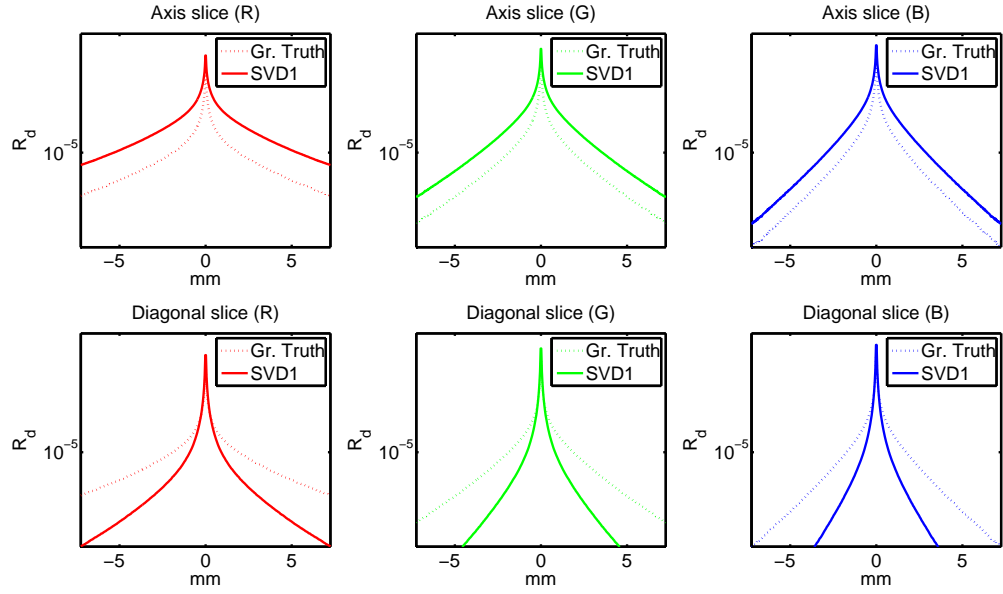 Axis slice (R)
Gr. Truth
SVD1
R_d
10^−5
−5 0 5
mm
Axis slice (G)
Gr. Truth
SVD1
R_d
10^−5
−5 0 5
mm
Axis slice (B)
Gr. Truth
SVD1
R_d
10^−5
−5 0 5
mm
Diagonal slice (R)
Gr. Truth
SVD1
R_d
10^−5
−5 0 5
mm
Diagonal slice (G)
Gr. Truth
SVD1
R_d
10^−5
−5 0 5
mm
Diagonal slice (B)
Gr. Truth
SVD1
R_d
10^−5
−5 0 5
mm